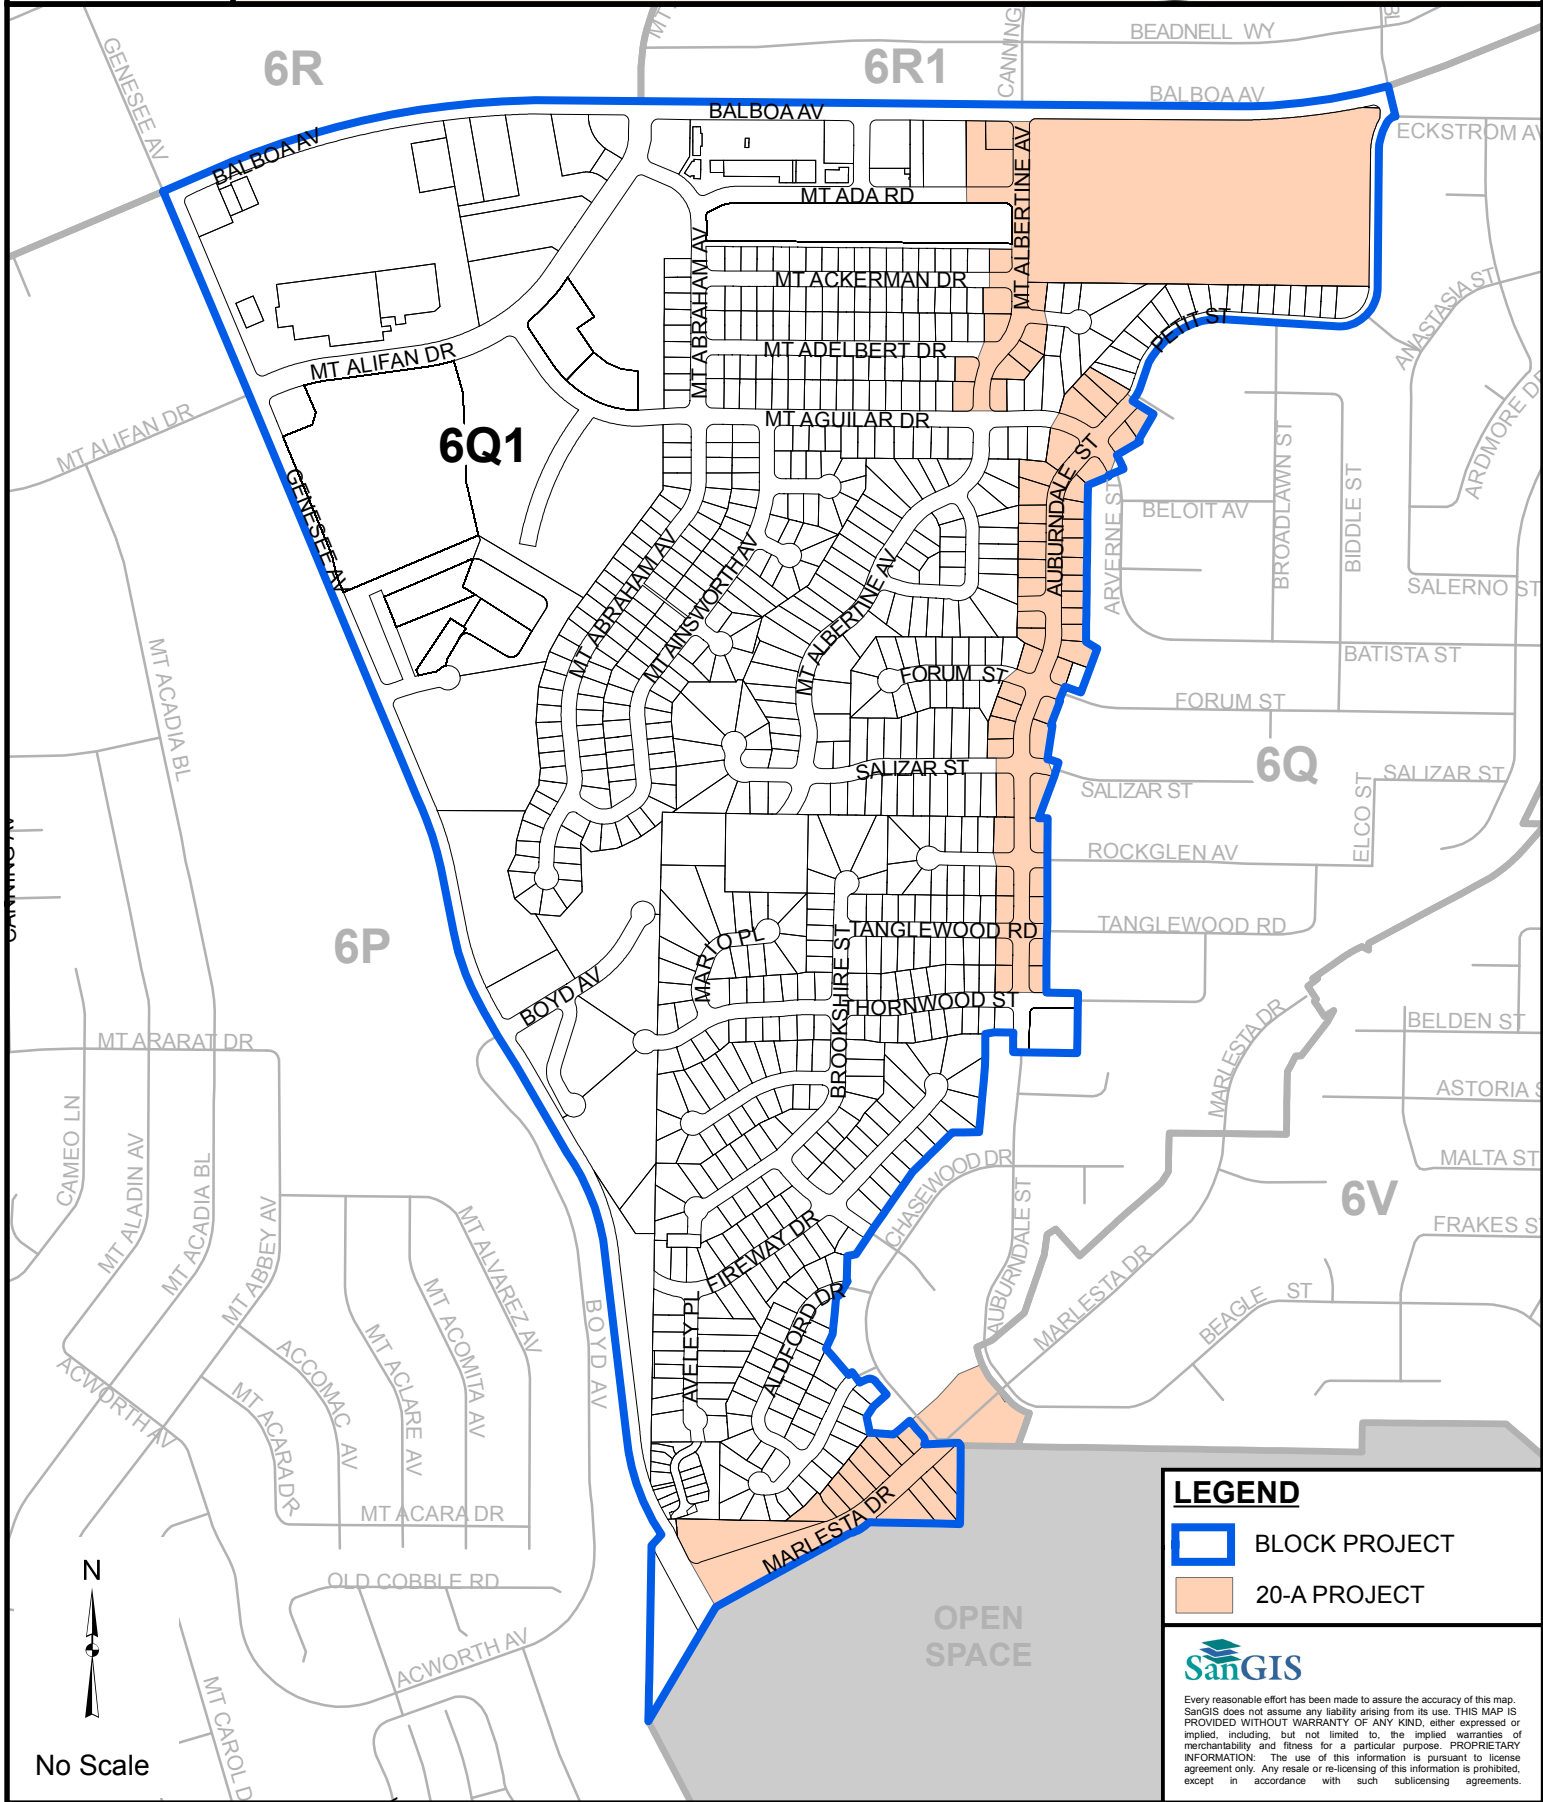 BEADNELL WY
GENESEE AV
6R
6R1
CANNING
BALBOA AV
BALBOA AV
BALBOA AV
ECKSTROM AV
MT ADA RD
MT ALBERTINE AV
MT ABRAHAM AV
MT ACKERMAN DR
ANASTASIA ST
PETIT ST
MT ADELBERT DR
MT ALIFAN DR
ARDMORE DR
MT ALIFAN DR
MT AGUILAR DR
6Q1
AUBURNDALE ST
BROADLAWN ST
BIDDLE ST
GENESEE AV
ARVERNE ST
BELOIT AV
MT ABRAHAM AV
MT AINSWORTH AV
MT ALBERTINE AV
SALERNO ST
BATISTA ST
MT ACADIA BL
FORUM ST
FORUM ST
6Q
SALIZAR ST
SALIZAR ST
SALIZAR ST
ELCO ST
CANNING AV
ROCKGLEN AV
6P
MARIO PL
BROOKSHIRE ST
TANGLEWOOD RD
TANGLEWOOD RD
BOYD AV
THORNWOOD ST
MARLESTA DR
BELDEN ST
MT ARARAT DR
ASTORIA S
CAMEO LN
MT ALADIN AV
MT ACADIA BL
MT ABBEY AV
CHASEWOOD DR
MALTA ST
6V
AUBURNDALE ST
FRAKES S
MT ALVAREZ AV
FIREWAY DR
MARLESTA DR
BEAGLE ST
MT ACOMITA AV
BOYD AV
AVELEY PL
ALDFORD DR
ACCOMAC AV
MT ACLARE AV
ACWORTH AV
MT ACARA DR
MT ACARA DR
MARLESTA DR
LEGEND
BLOCK PROJECT
20-A PROJECT
OLD COBBLE RD
N
OPEN
SPACE
ACWORTH AV
MT CAROL D
No Scale
SanGIS
Every reasonable effort has been made to assure the accuracy of this map.
SanGIS does not assume any liability arising from its use. THIS MAP IS
PROVIDED WITHOUT WARRANTY OF ANY KIND, either expressed or
implied, including, but not limited to, the implied warranties of
merchantability and fitness for a particular purpose. PROPRIETARY
INFORMATION: The use of this information is pursuant to license
agreement only. Any resale or re-licensing of this information is prohibited,
except in accordance with such sublicensing agreements.